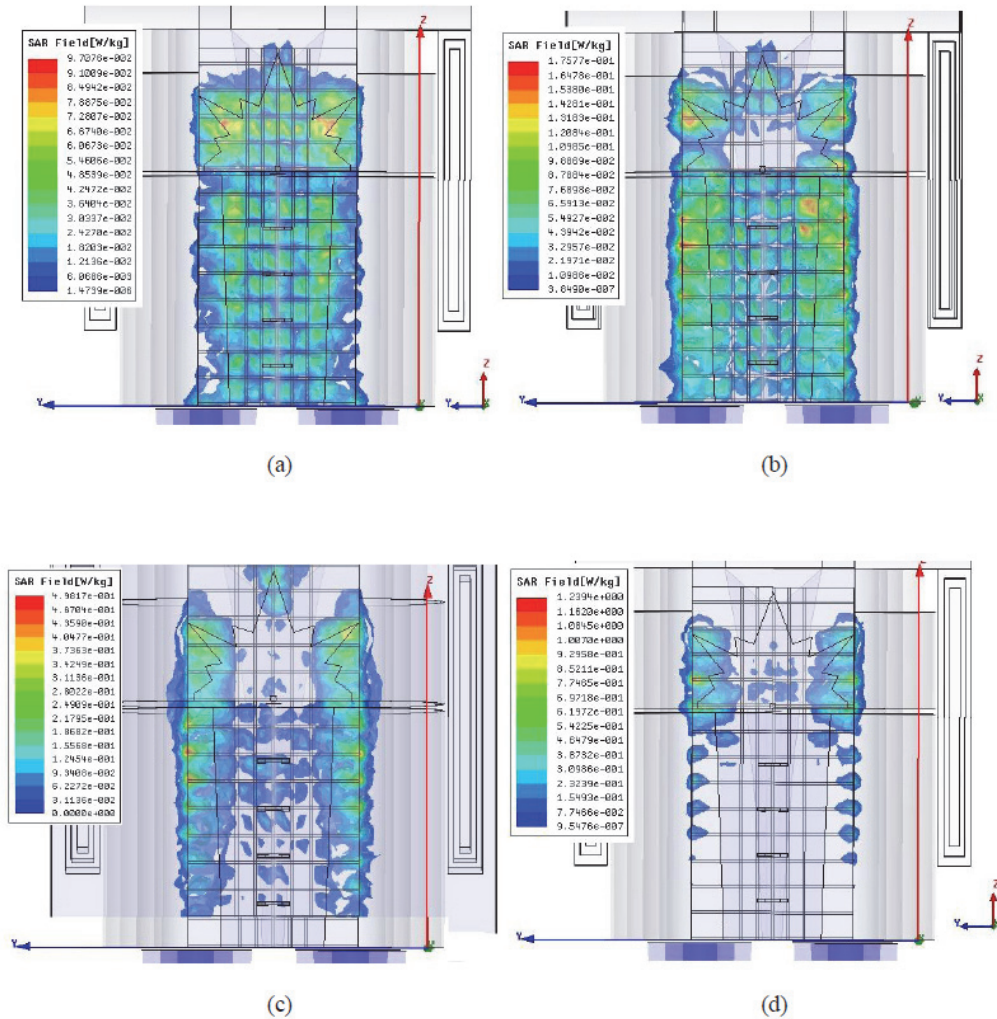 SAR Field[W/kg]
9.7076e-002
9.1009e-002
8.4942e-002
7.8875e-002
7.2807e-002
6.6740e-002
6.0673e-002
5.4606e-002
4.8539e-002
4.2472e-002
3.6404e-002
3.0337e-002
2.4270e-002
1.8203e-002
1.2136e-002
6.0686e-003
Z
Y
Z
Y
(a)
SAR Field[W/kg]
1.7577e-001
1.6478e-001
1.5380e-001
1.4281e-001
1.3183e-001
1.2084e-001
1.0985e-001
9.8869e-002
8.7884e-002
7.6898e-002
6.5913e-002
5.4927e-002
4.3942e-002
3.2957e-002
2.1971e-002
1.0986e-002
3.6490e-007
Z
Y
Z
Y
(b)
SAR Field[W/kg]
4.9817e-001
4.6704e-001
4.3590e-001
4.0477e-001
3.7363e-001
3.4249e-001
3.1136e-001
2.8022e-001
2.4909e-001
2.1795e-001
1.8682e-001
1.5568e-001
1.2454e-001
9.3408e-002
6.2272e-002
3.1136e-002
0.0000e+000
Z
Y
(c)
SAR Field[W/kg]
1.2394e+000
1.1620e+000
1.0845e+000
1.0070e+000
9.2958e-001
8.5211e-001
7.7465e-001
6.9718e-001
6.1972e-001
5.4225e-001
4.6479e-001
3.8732e-001
3.0986e-001
2.3239e-001
1.5493e-001
7.7466e-002
9.5476e-007
Z
Y
Z
Y
(d)